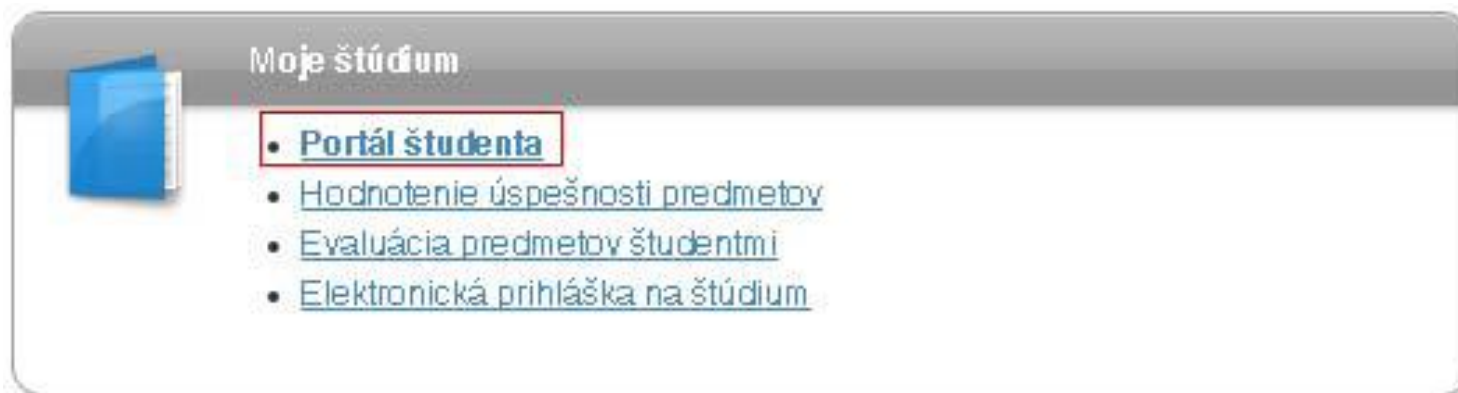 Moje štúdium
Portál študenta
Hodnotenie úspešnosti predmetov
Evaluácia predmetov študentmi
Elektronická prihláška na štúdium